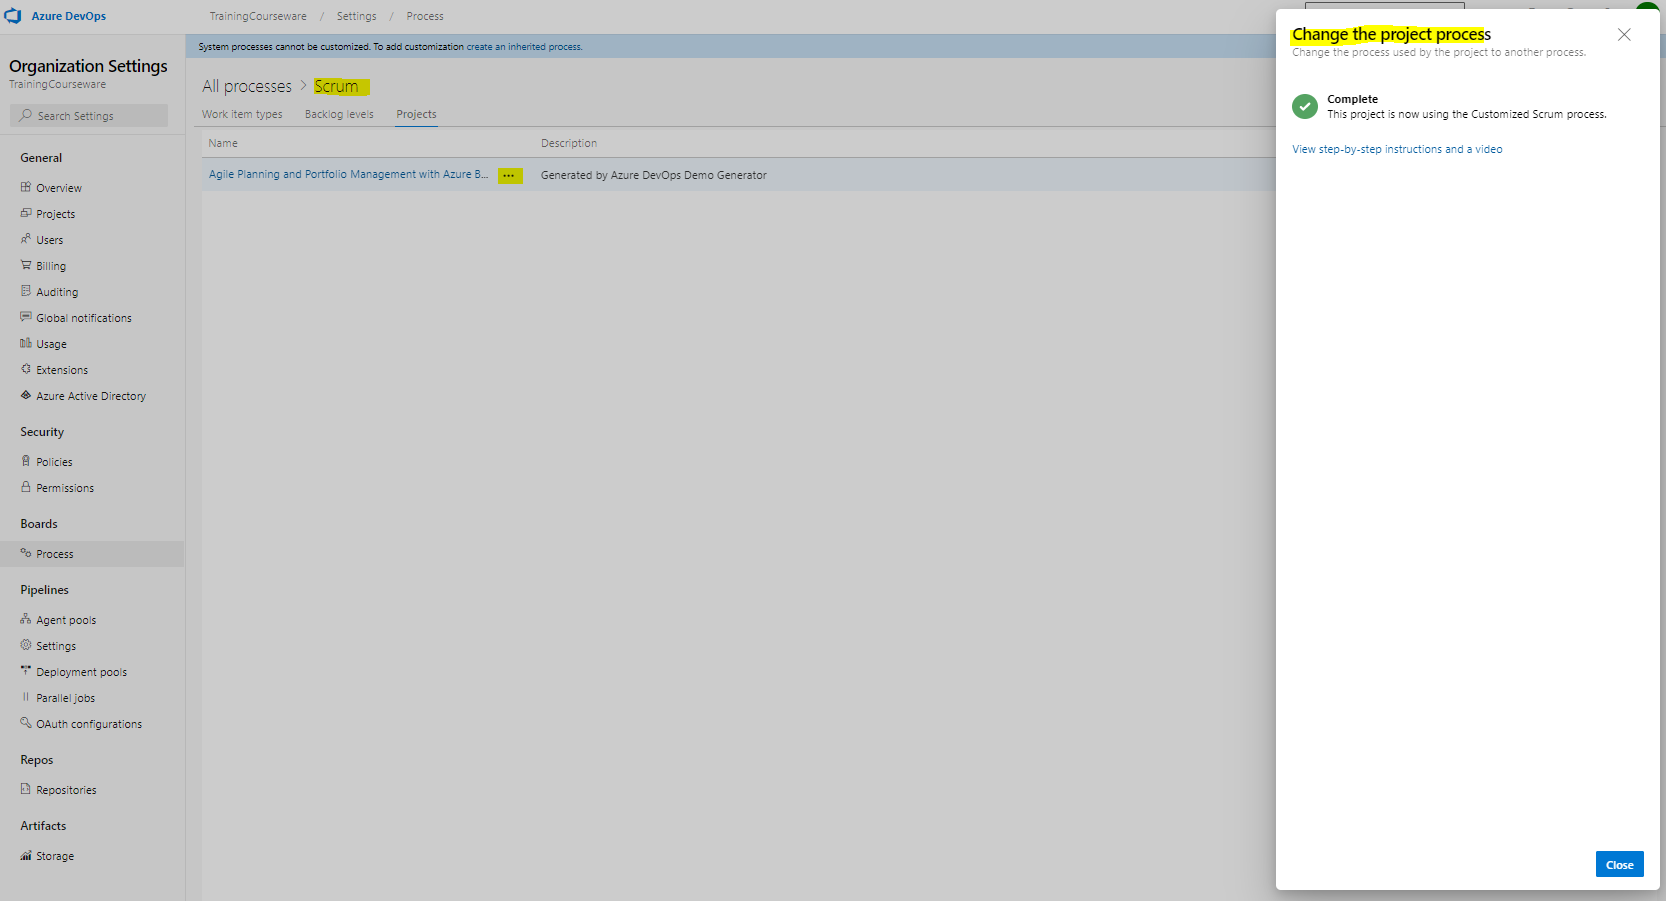 Azure DevOps
TrainingCourseware / Settings / Process
System processes cannot be customized. To add customization create an inherited process.
Organization Settings
TrainingCourseware
Search Settings
General
Overview
Projects
Users
Billing
Auditing
Global notifications
Usage
Extensions
Azure Active Directory
Security
Policies
Permissions
Boards
Process
Pipelines
Agent pools
Settings
Deployment pools
Parallel jobs
OAuth configurations
Repos
Repositories
Artifacts
Storage
All processes > Scrum
Work item types Backlog levels Projects
Name Description
Agile Planning and Portfolio Management with Azure B... ... Generated by Azure DevOps Demo Generator
Change the project process
Change the process used by the project to another process.
Complete
This project is now using the Customized Scrum process.
View step-by-step instructions and a video
Close